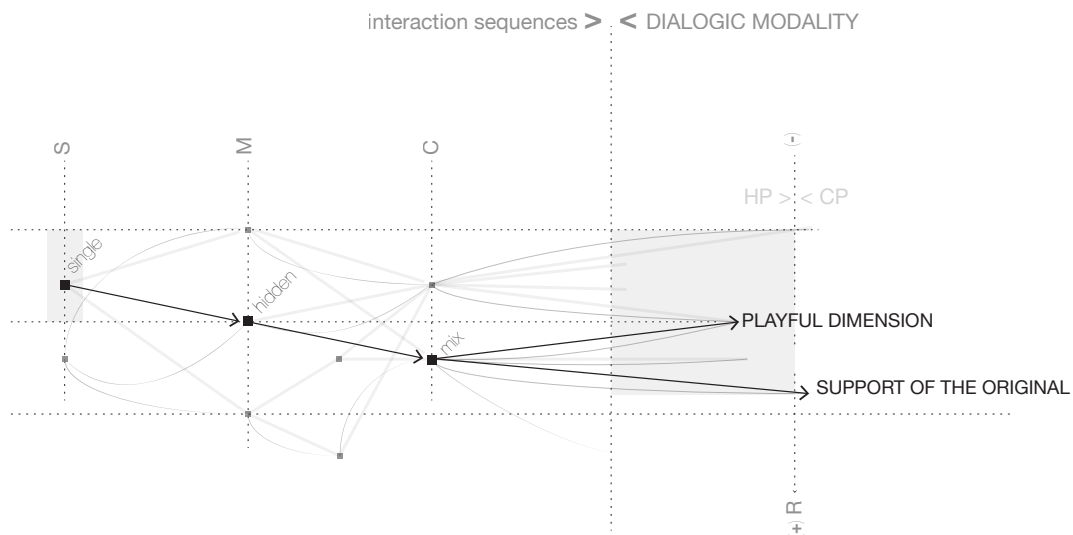 interaction sequences > < DIALOGIC MODALITY
S
M
C
(-)
HP > < CP
single
hidden
mix
PLAYFUL DIMENSION
SUPPORT OF THE ORIGINAL
(+) R